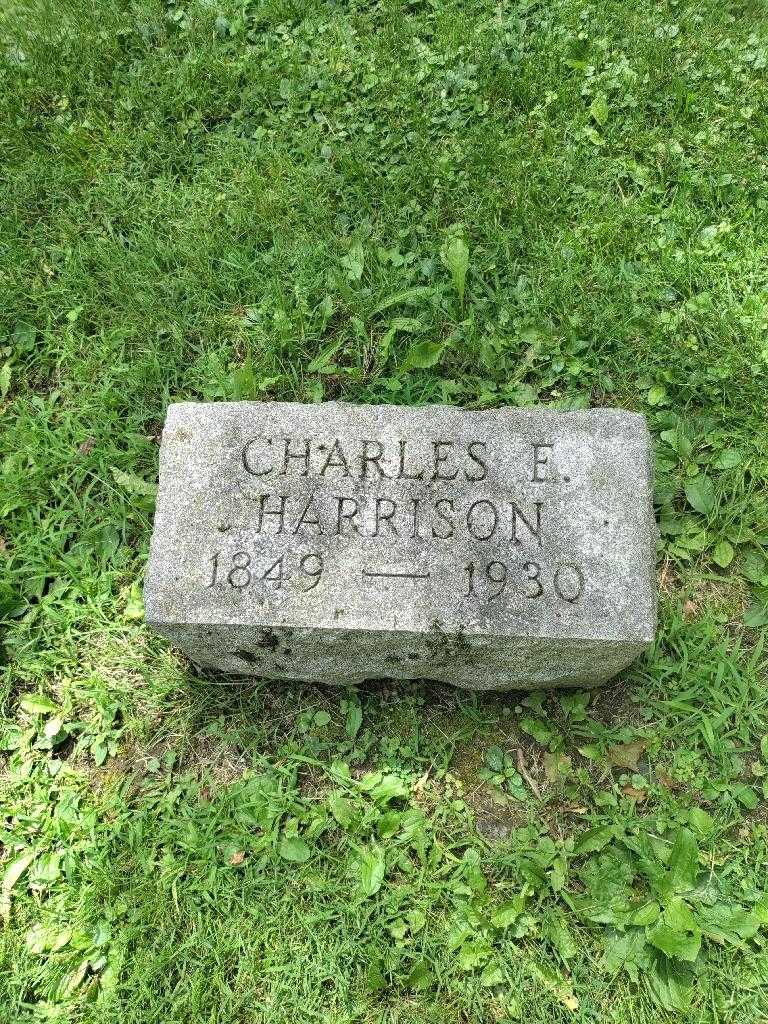 CHARLES E.
HARRISON
1849 — 1930